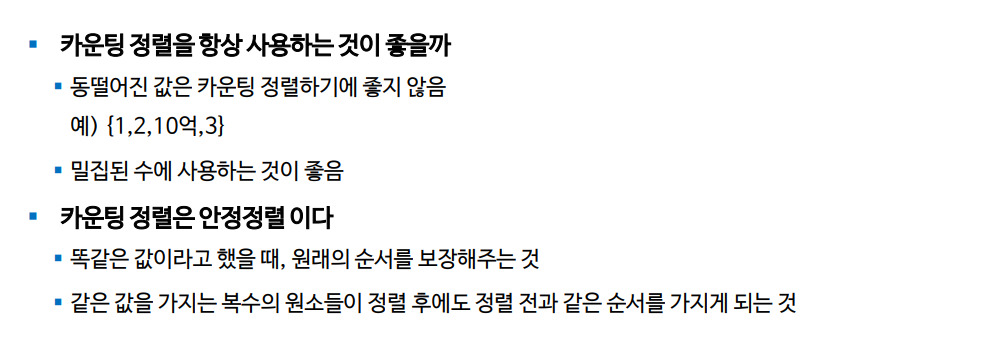 ▪ 카운팅 정렬을 항상 사용하는 것이 좋을까
▪ 동떨어진 값은 카운팅 정렬하기에 좋지 않음
예) {1,2,10억,3}
▪ 밀집된 수에 사용하는 것이 좋음
▪ 카운팅 정렬은 안정정렬 이다
▪ 똑같은 값이라고 했을 때, 원래의 순서를 보장해주는 것
▪ 같은 값을 가지는 복수의 원소들이 정렬 후에도 정렬 전과 같은 순서를 가지게 되는 것